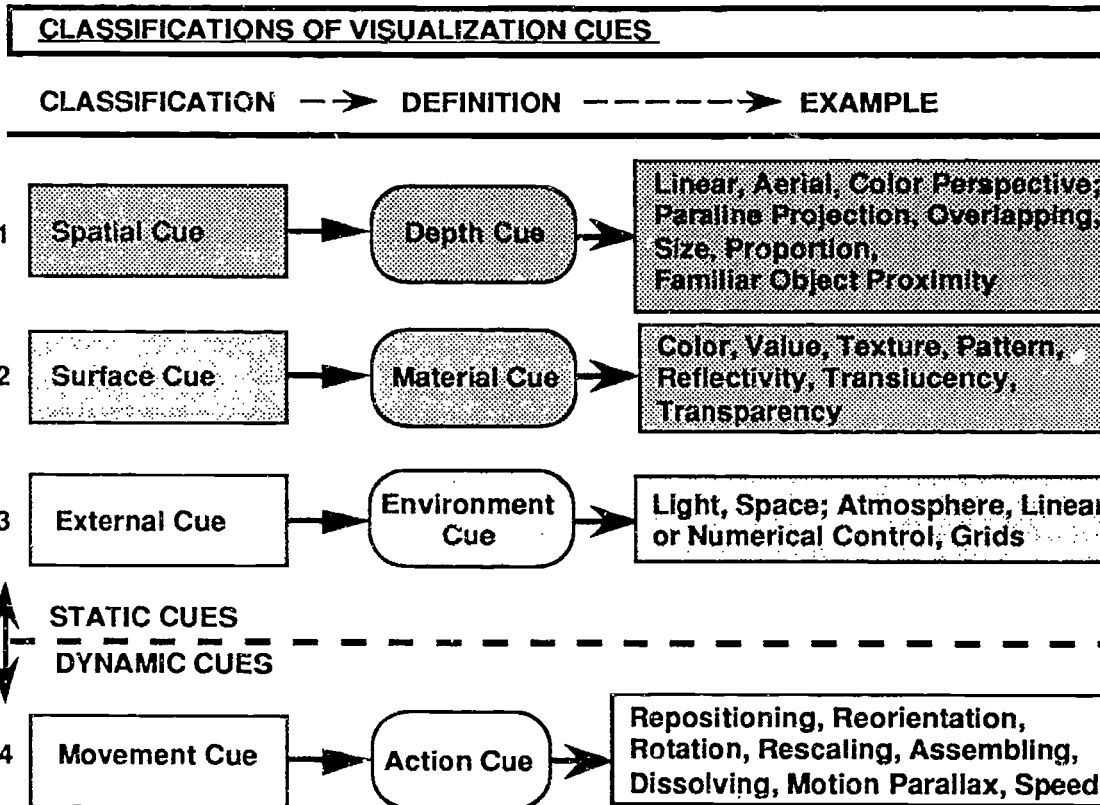 CLASSIFICATIONS OF VISUALIZATION CUES
CLASSIFICATION DEFINITION EXAMPLE
1 Spatial Cue Depth Cue
Linear, Aerial, Color Perspective;
Paraline Projection, Overlapping,
Size, Proportion,
Familiar Object Proximity
2 Surface Cue Material Cue
Color, Value, Texture, Pattern,
Reflectivity, Translucency,
Transparency
3 External Cue
Environment
Cue
Light, Space; Atmosphere, Linear
or Numerical Control, Grids
STATIC CUES
DYNAMIC CUES
4 Movement Cue Action Cue
Repositioning, Reorientation,
Rotation, Rescaling, Assembling,
Dissolving, Motion Parallax, Speed